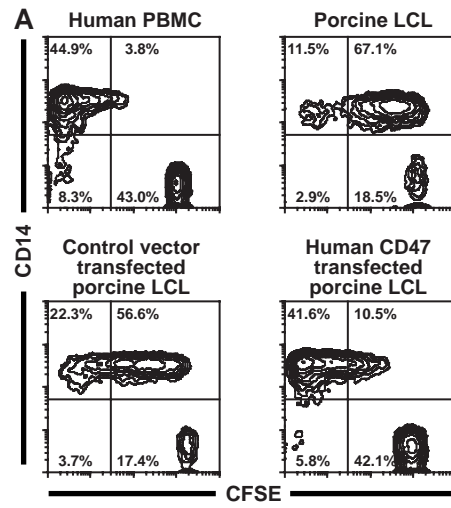 A
Human PBMC
44.9% 3.8%
8.3% 43.0%
Porcine LCL
11.5% 67.1%
2.9% 18.5%
CD14
Control vector
transfected
porcine LCL
22.3% 56.6%
3.7% 17.4%
Human CD47
transfected
porcine LCL
41.6% 10.5%
5.8% 42.1%
CFSE